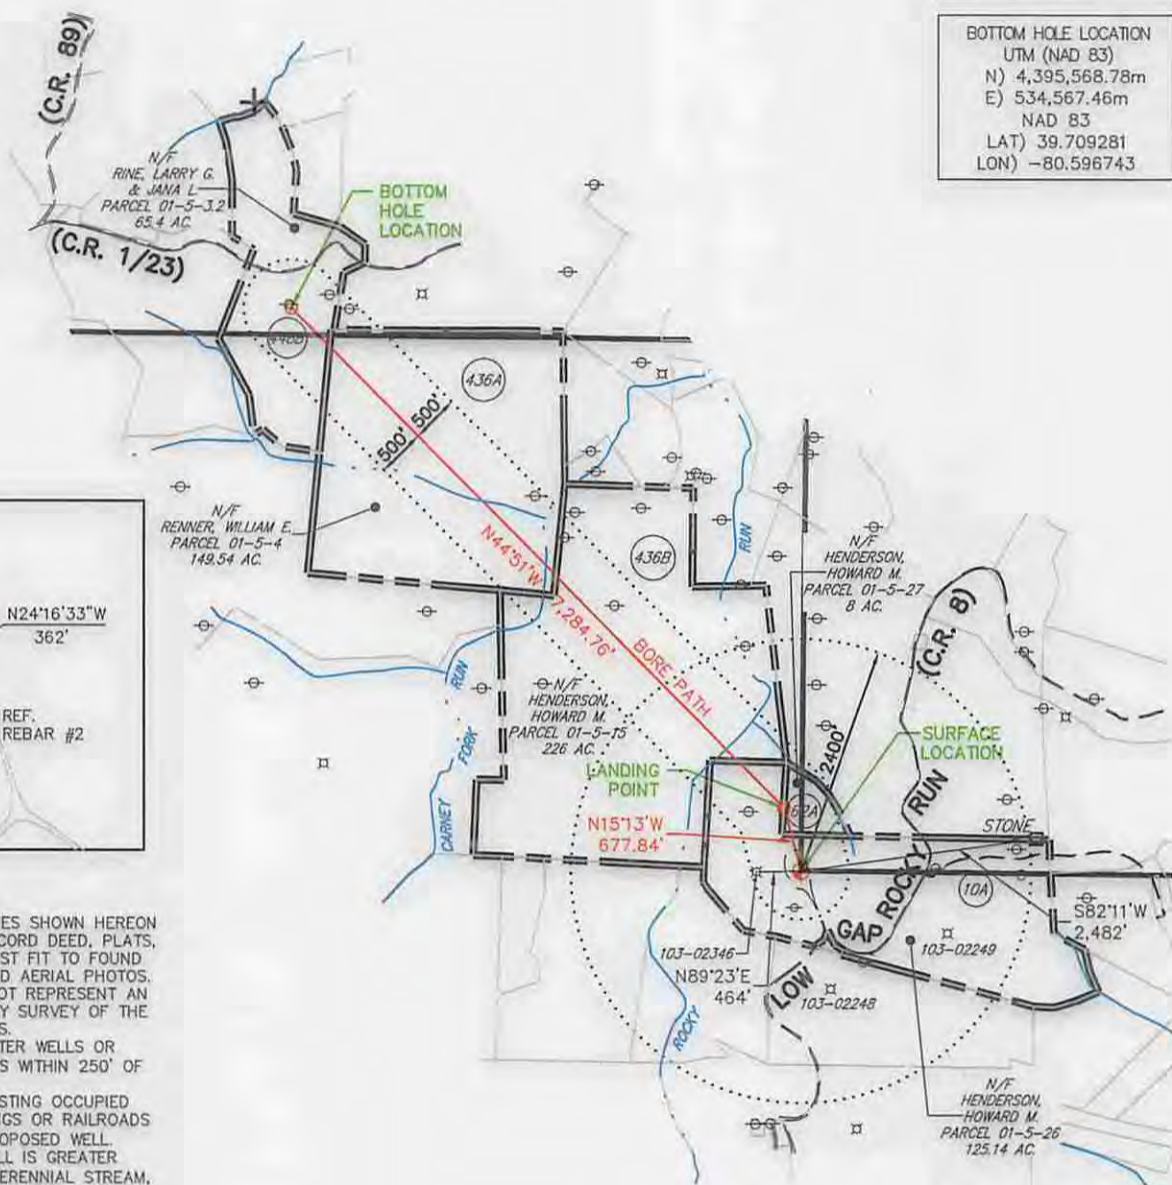 BOTTOM HOLE LOCATION
UTM (NAD 83)
N) 4,395,568.78m
E) 534,567.46m
NAD 83
LAT) 39.709281
LON) -80.596743
(C.R. 89)
N/F
RINE, LARRY G.
& JANA L.
PARCEL 01-5-3.2
65.4 AC.
(C.R. 1/23)
BOTTOM
HOLE
LOCATION
436A
500' 500'
N/F
RENNER, WILLIAM E.
PARCEL 01-5-4
149.54 AC.
N44°51'W 7,284.76'
BORE PATH
436B
RUN
N/F
HENDERSON,
HOWARD M.
PARCEL 01-5-27
8 AC.
(C.R. 8)
N24°16'33"W
362'
REF.
REBAR #2
N/F
HENDERSON,
HOWARD M.
PARCEL 01-5-15
226 AC.
CARNEY FORK RUN
LANDING
POINT
2400'
SURFACE
LOCATION
N15°13'W
677.84'
ROCKY RUN
STONE
10A
S82°11'W
2,482'
LOW GAP
103-02346
103-02249
N89°23'E
464'
103-02248
ROCKY
N/F
HENDERSON,
HOWARD M.
PARCEL 01-5-26
125.14 AC.
ES SHOWN HEREON
CORD DEED, PLATS,
ST FIT TO FOUND
D AERIAL PHOTOS.
OT REPRESENT AN
Y SURVEY OF THE
S.
TER WELLS OR
S WITHIN 250' OF
STING OCCUPIED
GS OR RAILROADS
OPOSED WELL.
LL IS GREATER
ERENNIAL STREAM,